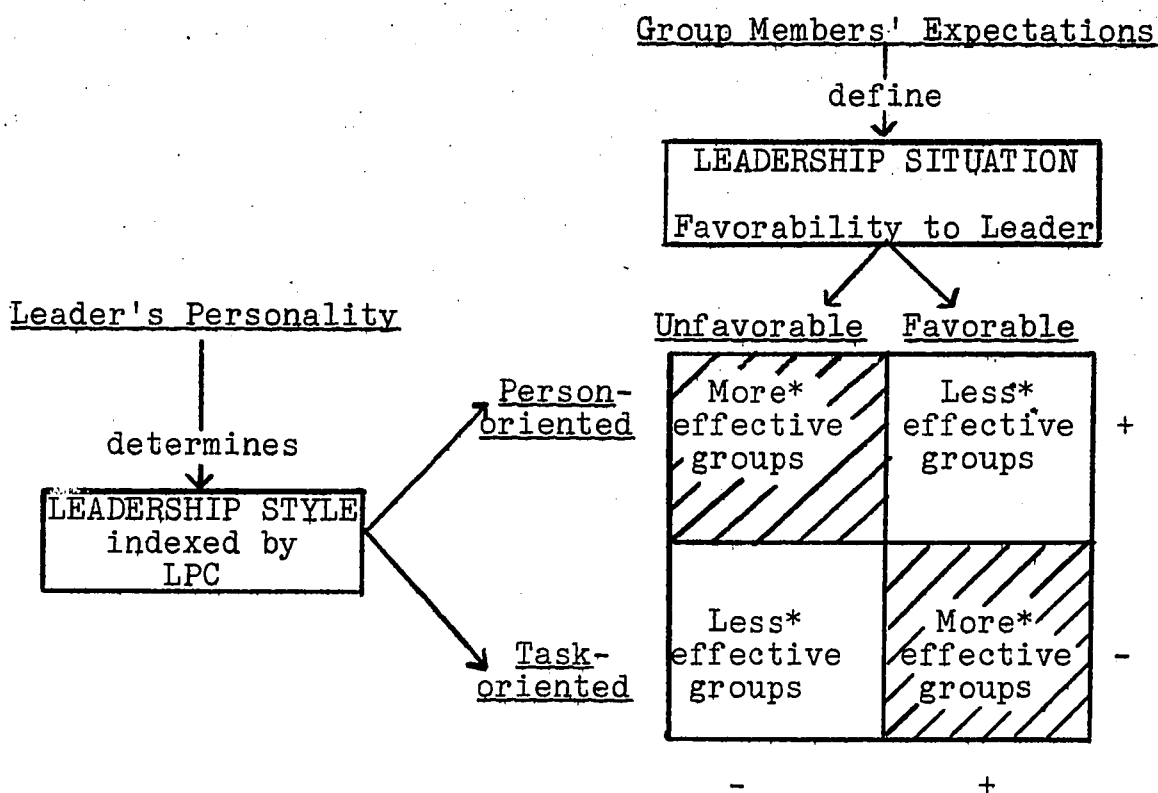 Group Members' Expectations
define
LEADERSHIP SITUATION
Favorability to Leader
Leader's Personality
determines
LEADERSHIP STYLE
indexed by
LPC
Unfavorable Favorable
Person-
oriented
More*
effective
groups
Less*
effective
groups
+
Task-
oriented
Less*
effective
groups
More*
effective
groups
-
- +